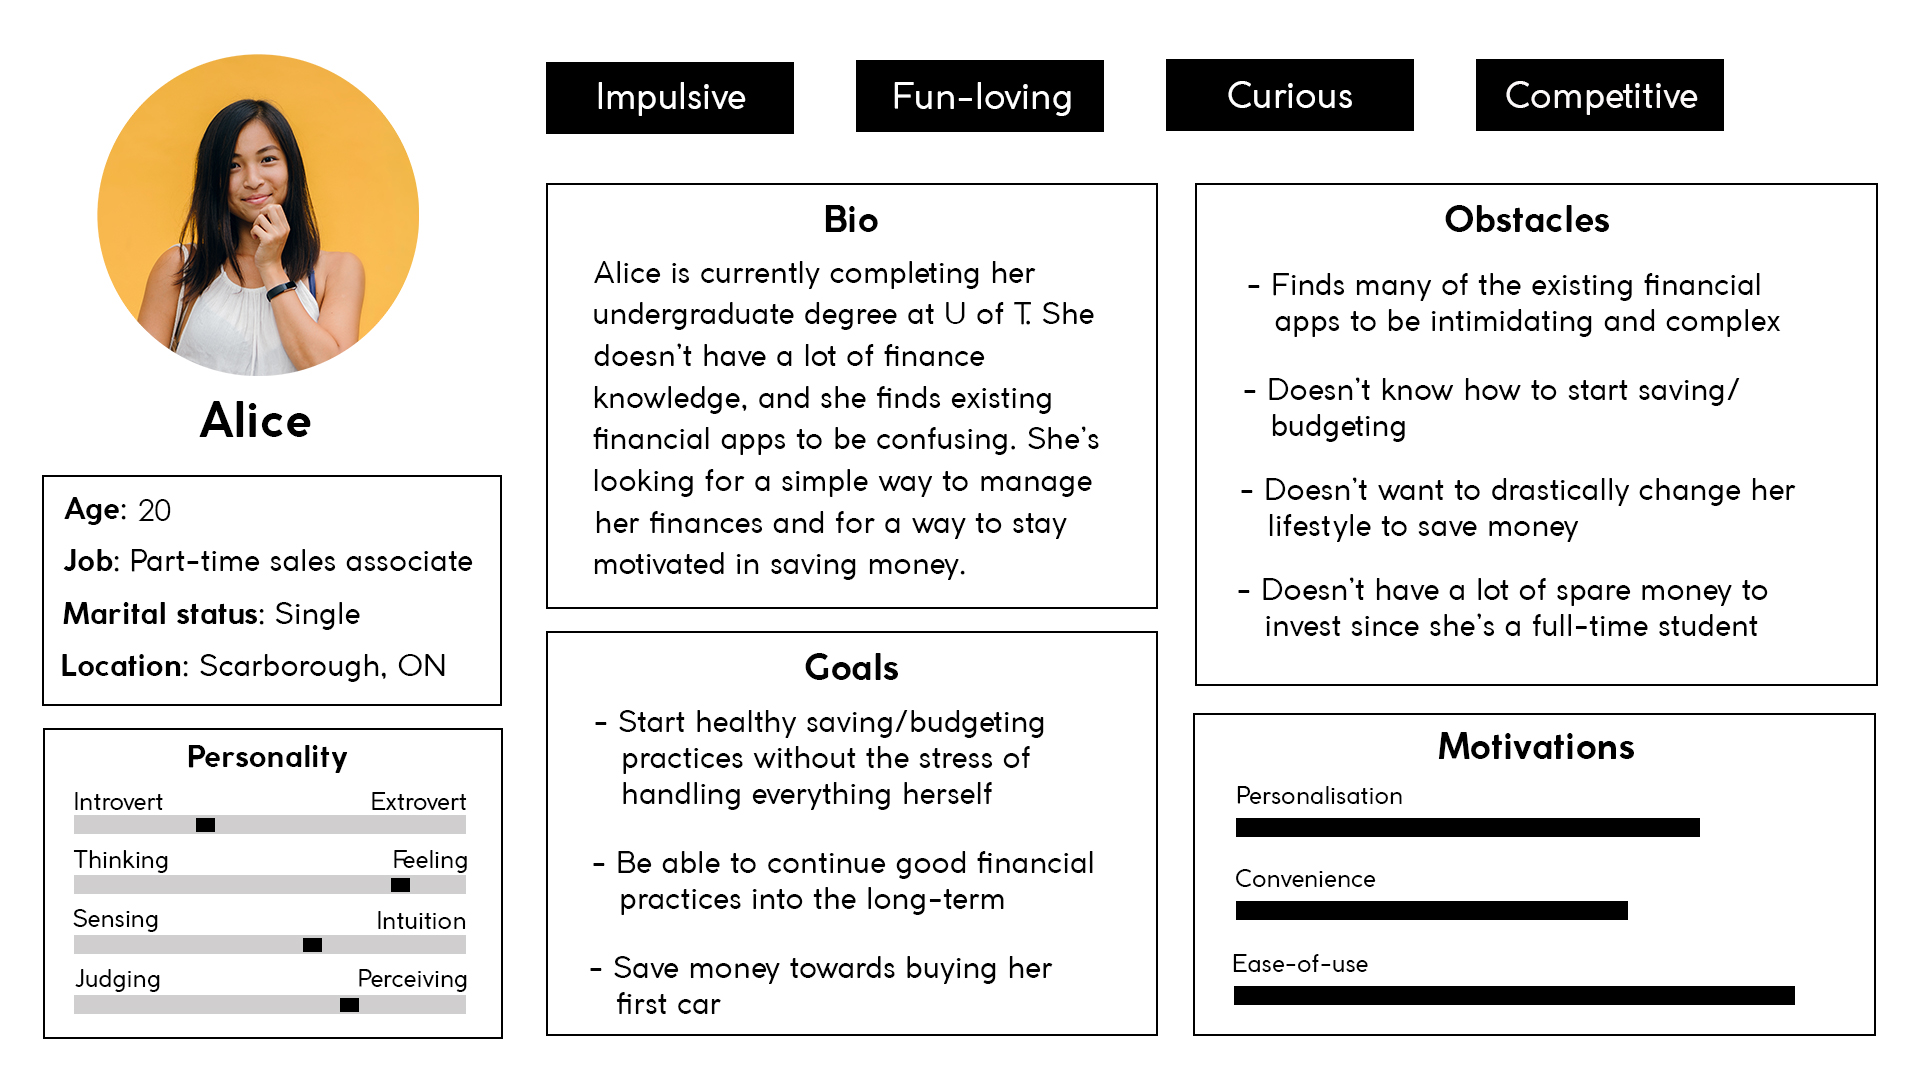 Impulsive
Fun-loving
Curious
Competitive
Alice
Age: 20
Job: Part-time sales associate
Marital status: Single
Location: Scarborough, ON
Personality
Introvert Extrovert
Thinking Feeling
Sensing Intuition
Judging Perceiving
Bio
Alice is currently completing her
undergraduate degree at U of T. She
doesn't have a lot of finance
knowledge, and she finds existing
financial apps to be confusing. She's
looking for a simple way to manage
her finances and for a way to stay
motivated in saving money.
Goals
- Start healthy saving/budgeting
practices without the stress of
handling everything herself
- Be able to continue good financial
practices into the long-term
- Save money towards buying her
first car
Obstacles
- Finds many of the existing financial
apps to be intimidating and complex
- Doesn't know how to start saving/
budgeting
- Doesn't want to drastically change her
lifestyle to save money
- Doesn't have a lot of spare money to
invest since she's a full-time student
Motivations
Personalisation
Convenience
Ease-of-use